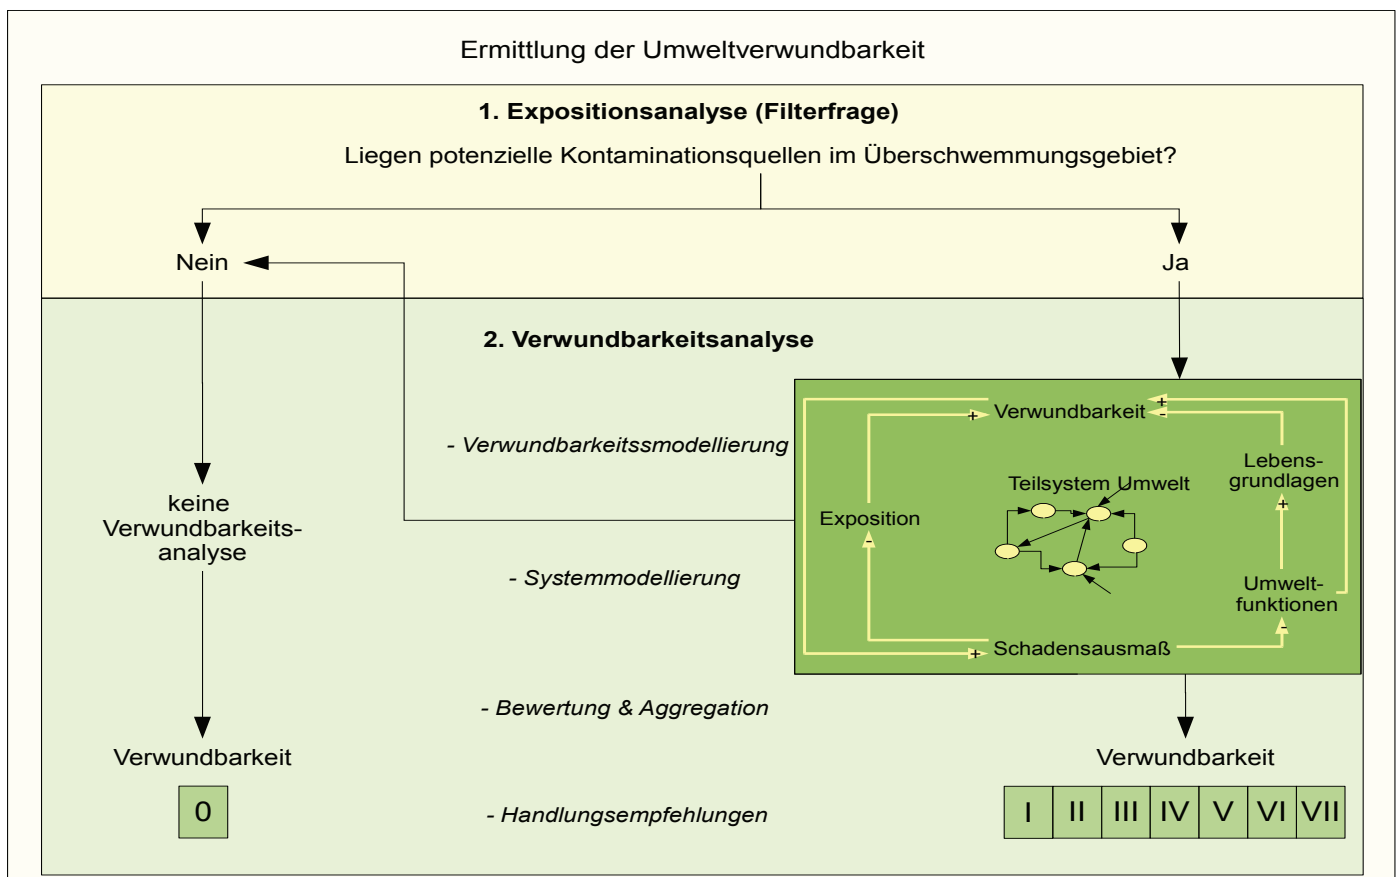 Ermittlung der Umweltverwundbarkeit
1. Expositionsanalyse (Filterfrage)
Liegen potenzielle Kontaminationsquellen im Überschwemmungsgebiet?
Nein
Ja
2. Verwundbarkeitsanalyse
keine
Verwundbarkeits-
analyse
Verwundbarkeit
0
- Verwundbarkeitssmodellierung
- Systemmodellierung
- Bewertung & Aggregation
- Handlungsempfehlungen
+
Verwundbarkeit
+
-
Lebens-
grundlagen
Teilsystem Umwelt
+
Exposition
-
Umwelt-
funktionen
-
+
Schadensausmaß
Verwundbarkeit
I
II
III
IV
V
VI
VII